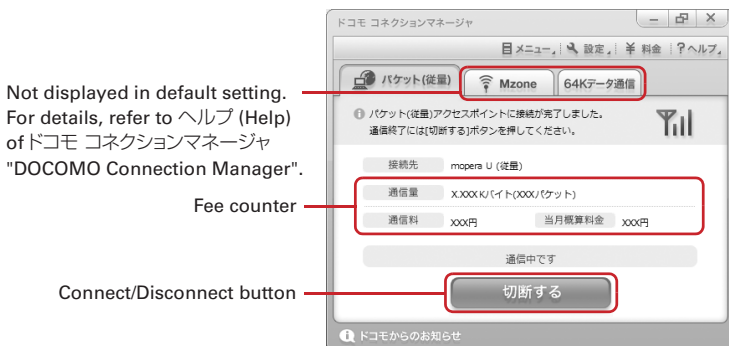 ドコモ コネクションマネージャ
メニュー 設定 ¥ 料金 ?ヘルプ
パケット(従量) Mzone 64Kデータ通信
Not displayed in default setting.
For details, refer to ヘルプ (Help)
of ドコモ コネクションマネージャ
"DOCOMO Connection Manager".
パケット(従量)アクセスポイントに接続が完了しました。
通信終了には[切断する]ボタンを押してください。
接続先 mopera U (従量)
Fee counter
通信量 X.XXX Kバイト(XXXパケット)
通信料 XXX円 当月概算料金 XXX円
通信中です
Connect/Disconnect button
切断する
ドコモからのお知らせ